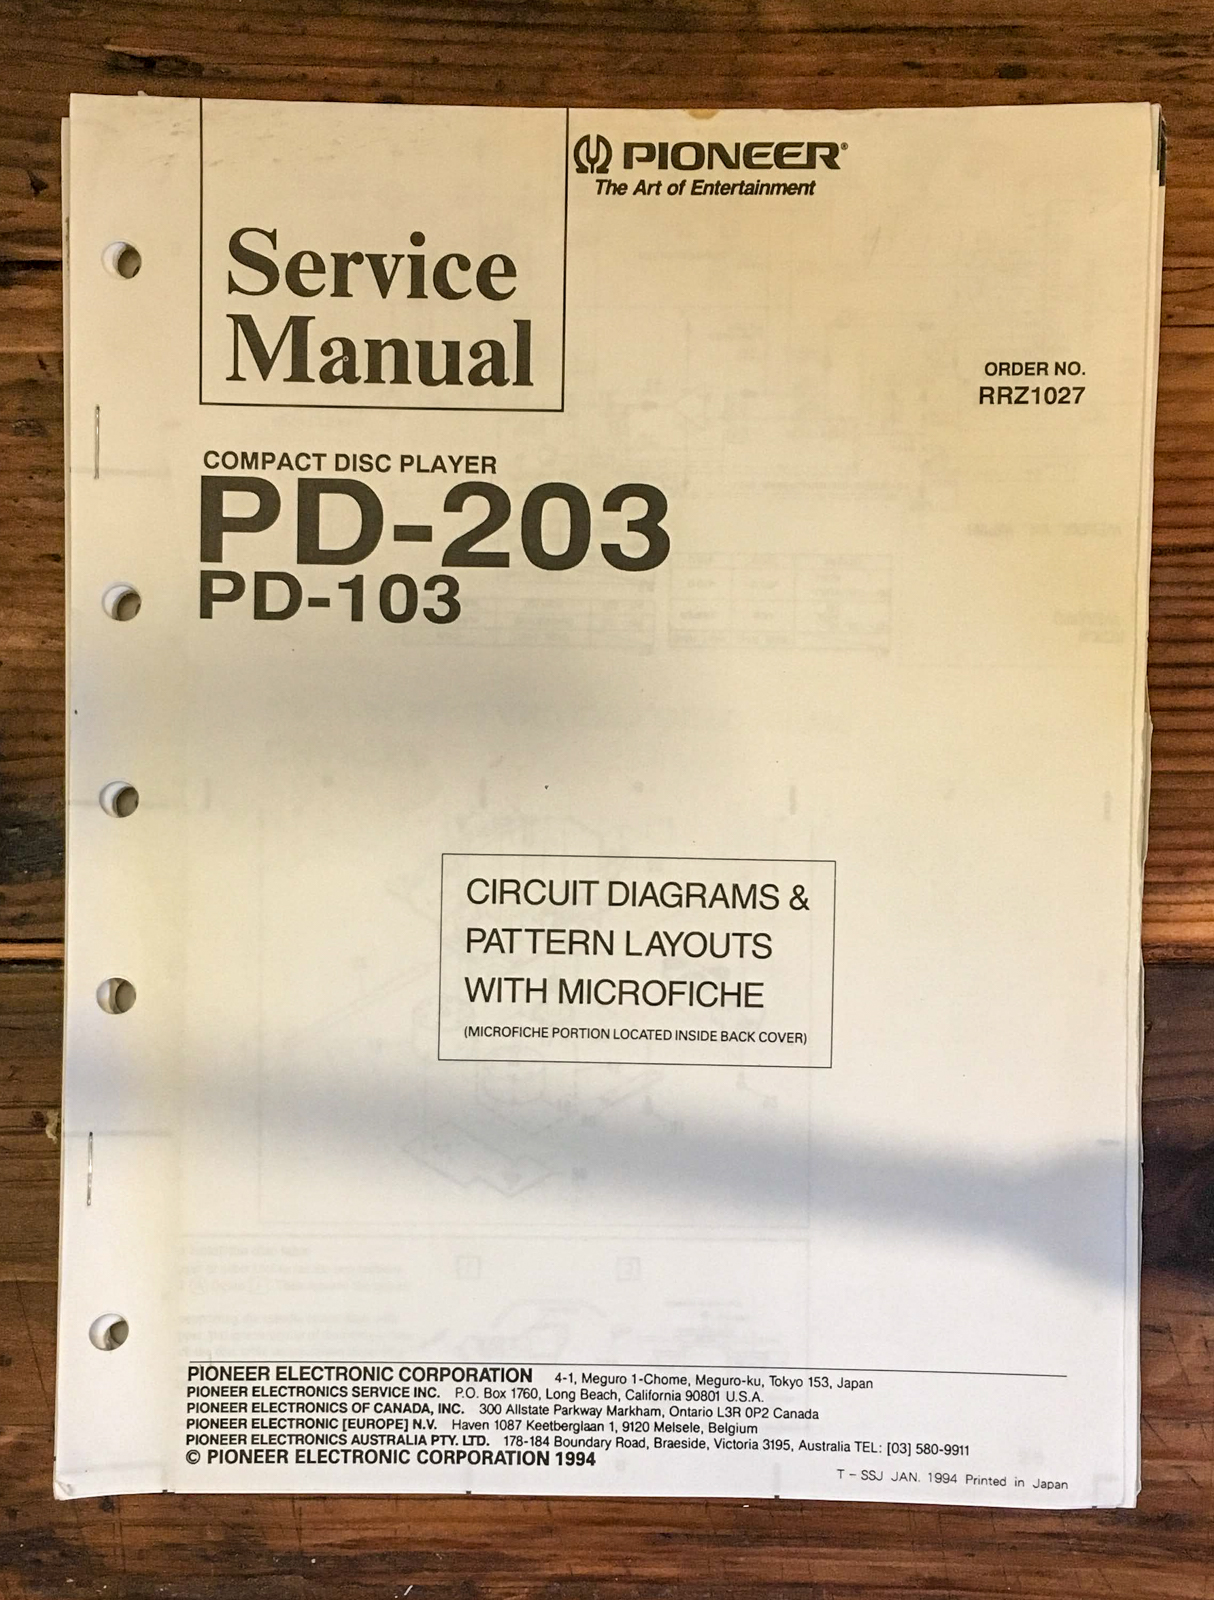 PIONEER®
The Art of Entertainment
Service
Manual
ORDER NO.
RRZ1027
COMPACT DISC PLAYER
PD-203
PD-103
CIRCUIT DIAGRAMS &
PATTERN LAYOUTS
WITH MICROFICHE
(MICROFICHE PORTION LOCATED INSIDE BACK COVER)
PIONEER ELECTRONIC CORPORATION 4-1, Meguro 1-Chome, Meguro-ku, Tokyo 153, Japan
PIONEER ELECTRONICS SERVICE INC. P.O. Box 1760, Long Beach, California 90801 U.S.A.
PIONEER ELECTRONICS OF CANADA, INC. 300 Allstate Parkway Markham, Ontario L3R 0P2 Canada
PIONEER ELECTRONIC [EUROPE] N.V. Haven 1087 Keetberglaan 1, 9120 Melsele, Belgium
PIONEER ELECTRONICS AUSTRALIA PTY. LTD. 178-184 Boundary Road, Braeside, Victoria 3195, Australia TEL: [03] 580-9911
© PIONEER ELECTRONIC CORPORATION 1994
T – SSJ JAN. 1994 Printed in Japan